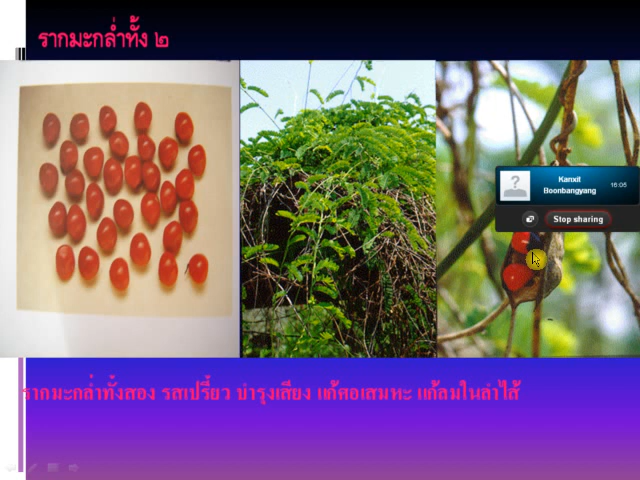 รากมะกล่ำทั้ง ๒
Kanxit
Boonbangyang
16:05
Stop sharing
รากมะกล่ำทั้งสอง รสเปรี้ยว บำรุงเสียง แก้คอเสมหะ แก้ลมในลำไส้